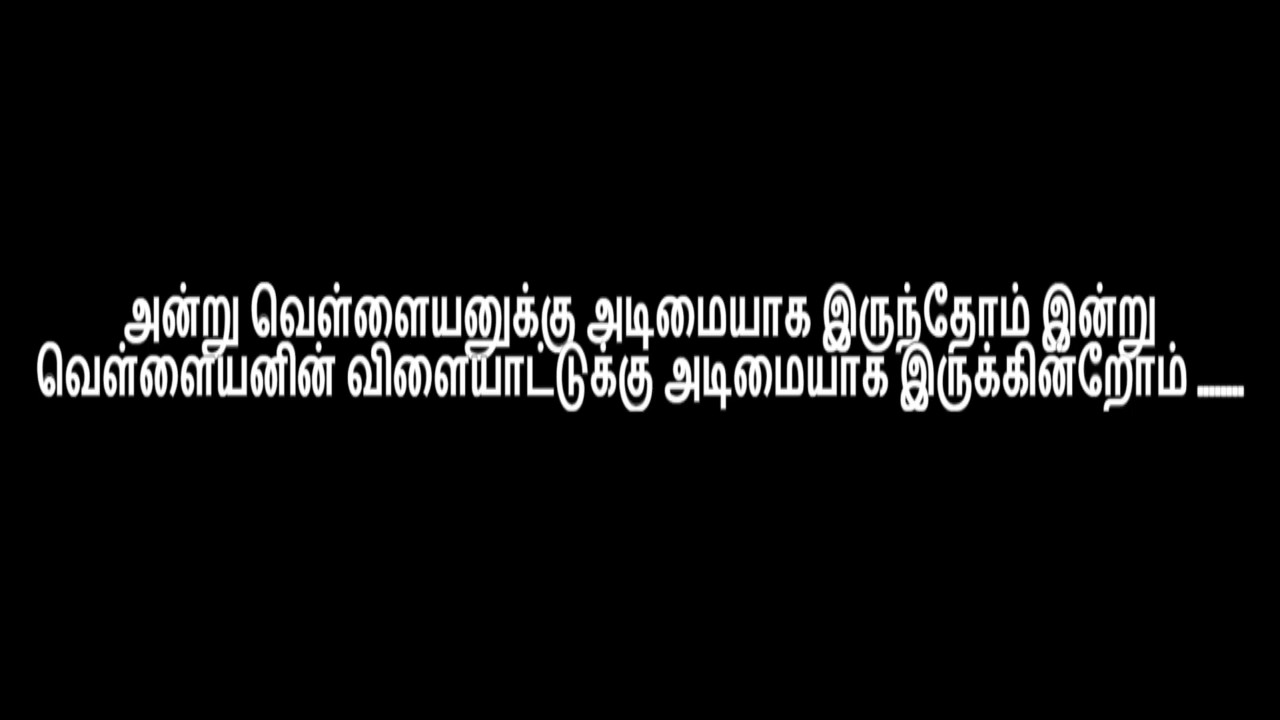 அன்று வெள்ளையனுக்கு அடிமையாக இருந்தோம் இன்று
வெள்ளையனின் விளையாட்டுக்கு அடிமையாக இருக்கின்றோம் ........